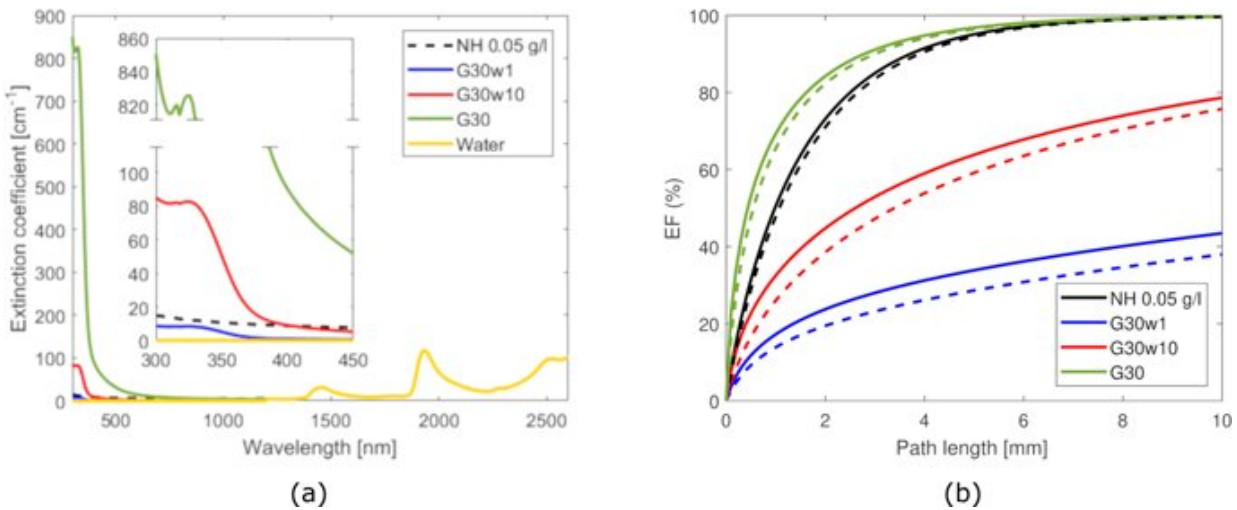 900
800
700
600
500
400
300
200
100
0
500
1000
1500
2000
2500
Extinction coefficient [cm⁻¹]
Wavelength [nm]
860
840
820
100
80
60
40
20
0
300
350
400
450
NH 0.05 g/l
G30w1
G30w10
G30
Water
(a)
100
80
60
40
20
0
0
2
4
6
8
10
EF (%)
Path length [mm]
NH 0.05 g/l
G30w1
G30w10
G30
(b)